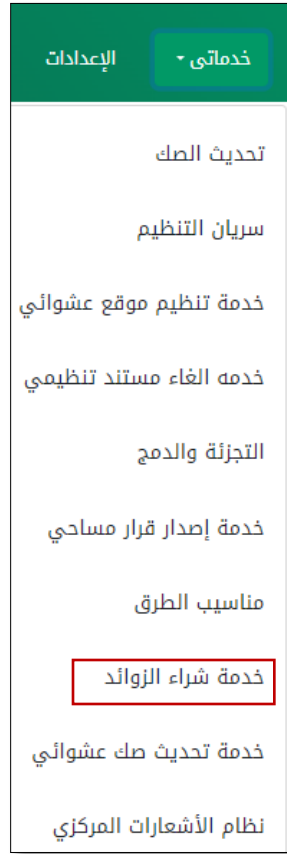 خدماتى
الإعدادات
تحديث الصك
سريان التنظيم
خدمة تنظيم موقع عشوائي
خدمه الغاء مستند تنظيمي
التجزئة والدمج
خدمة إصدار قرار مساحي
مناسيب الطرق
خدمة شراء الزوائد
خدمة تحديث صك عشوائي
نظام الأشعارات المركزي